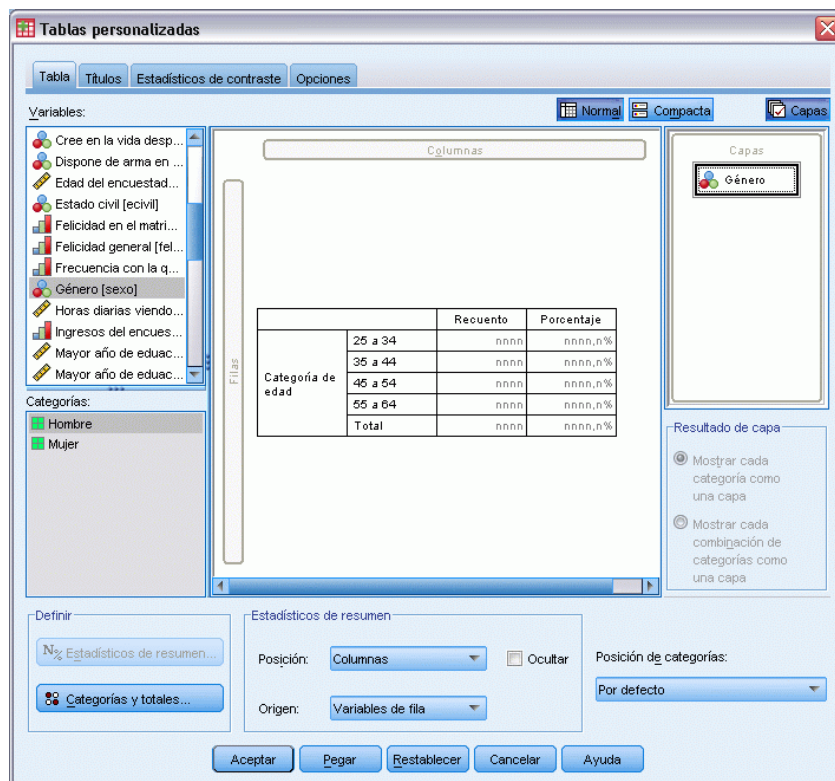 Tablas personalizadas
Tabla
Títulos
Estadísticos de contraste
Opciones
Variables:
Normal
Compacta
Capas
Cree en la vida desp...
Dispone de arma en ...
Edad del encuestad...
Estado civil [ecivil]
Felicidad en el matri...
Felicidad general [fel...
Frecuencia con la q...
Género [sexo]
Horas diarias viendo...
Ingresos del encues...
Mayor año de eduac...
Mayor año de eduac...
Categorías:
Hombre
Mujer
Columnas
Filas
Recuento Porcentaje
Categoría de edad
25 a 34 nnnn nnnn,n%
35 a 44 nnnn nnnn,n%
45 a 54 nnnn nnnn,n%
55 a 64 nnnn nnnn,n%
Total nnnn nnnn,n%
Capas
Género
Resultado de capa
Mostrar cada
categoría como
una capa
Mostrar cada
combinación de
categorías como
una capa
Definir
N% Estadísticos de resumen...
Categorías y totales...
Estadísticos de resumen
Posición: Columnas
Ocultar
Origen: Variables de fila
Posición de categorías:
Por defecto
Aceptar
Pegar
Restablecer
Cancelar
Ayuda